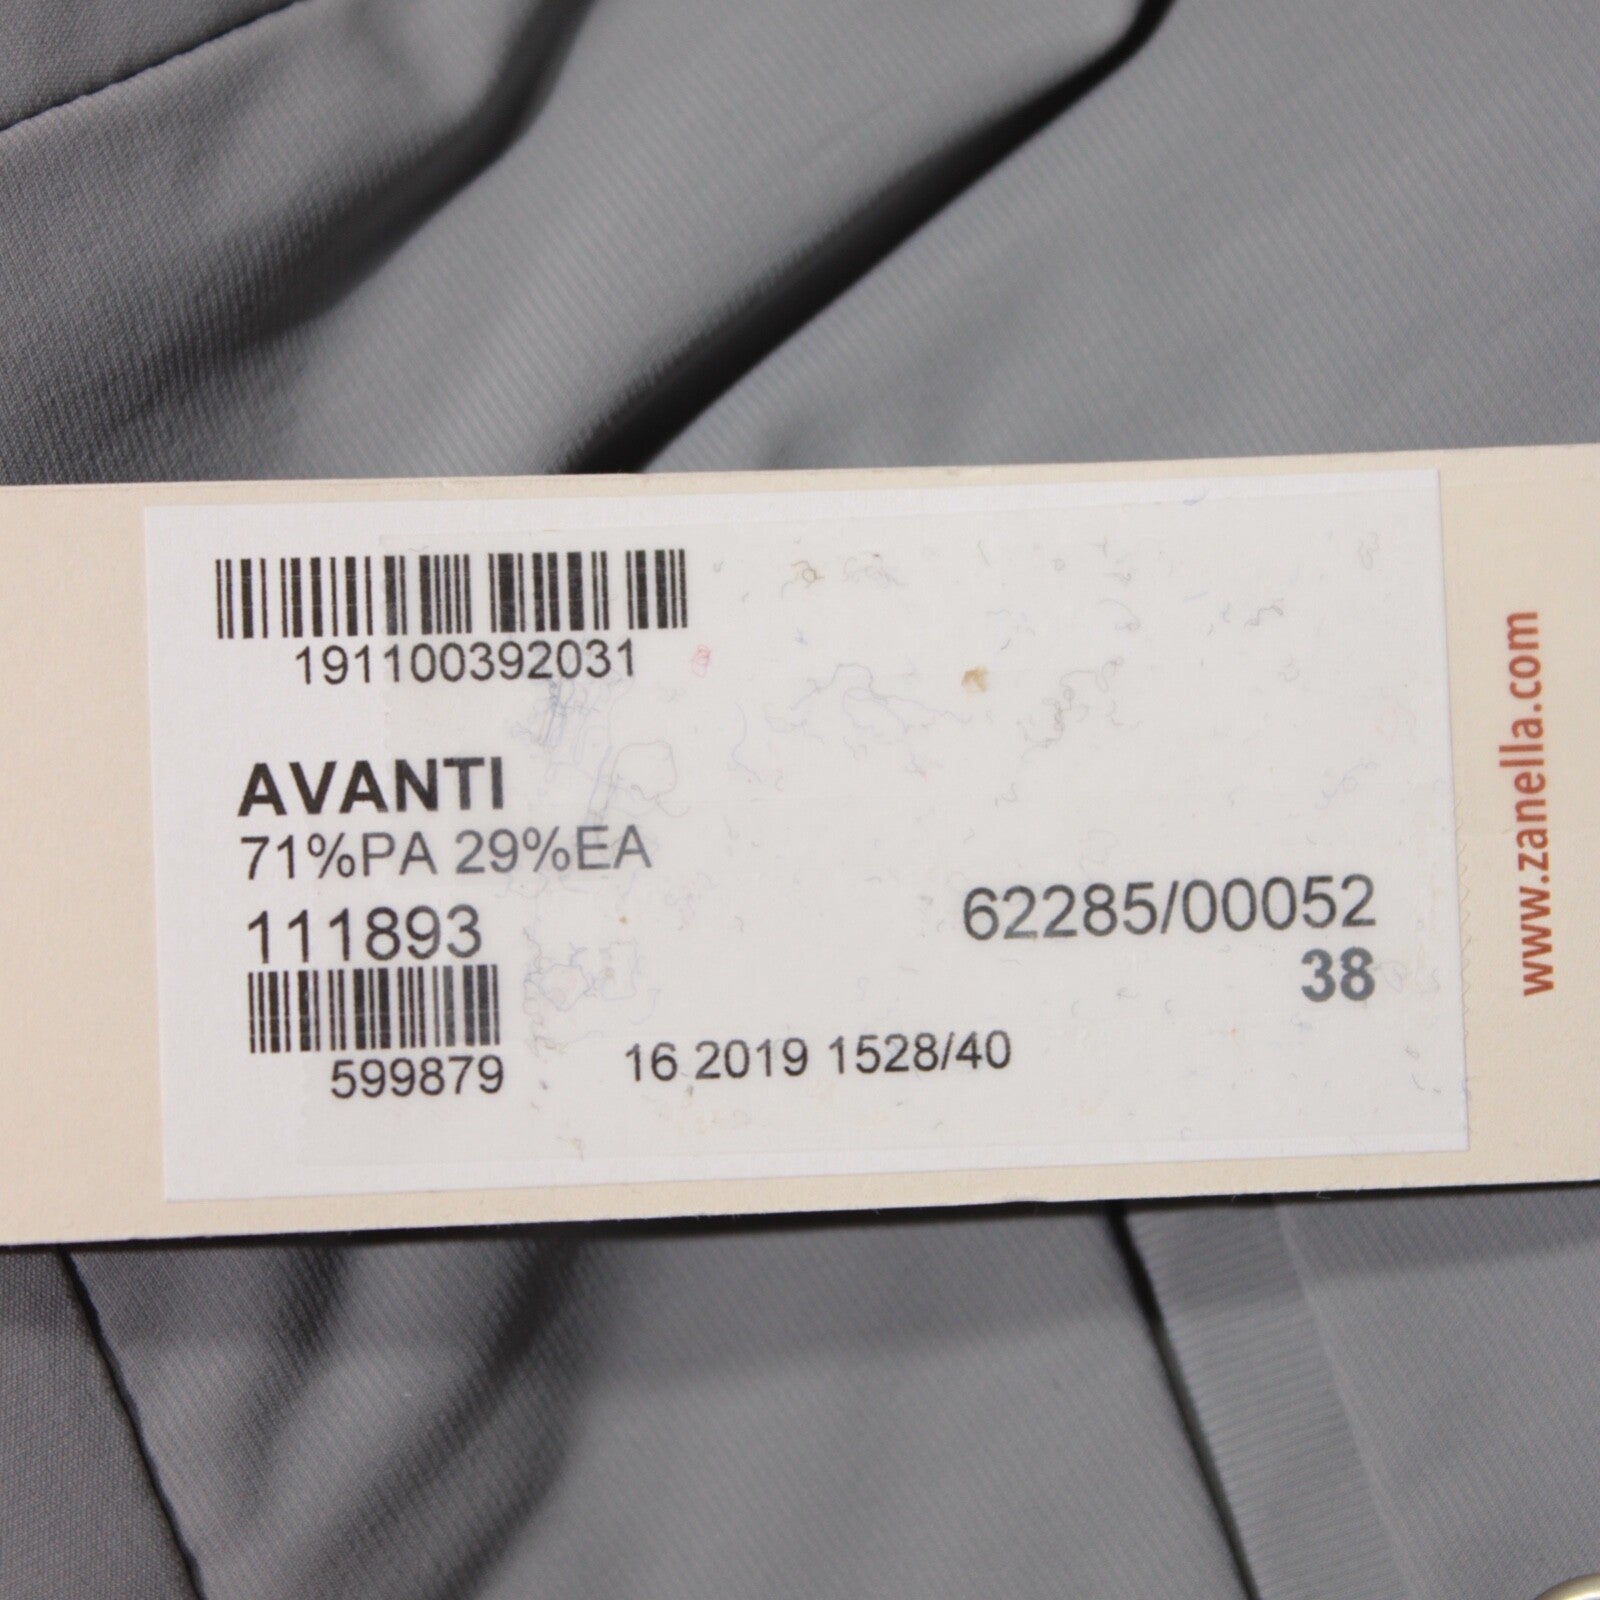 191100392031
AVANTI
71%PA 29%EA
111893
62285/00052
38
599879
16 2019 1528/40
www.zanella.com